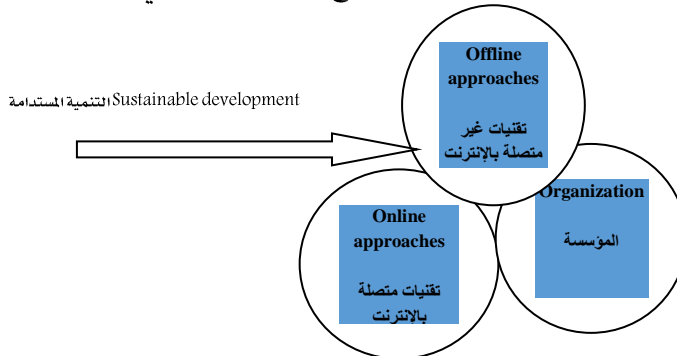 التنمية المستدامة Sustainable development
Offline
approaches
تقنيات غير
متصلة بالإنترنت
Online
approaches
تقنيات متصلة
بالإنترنت
Organization
المؤسسة